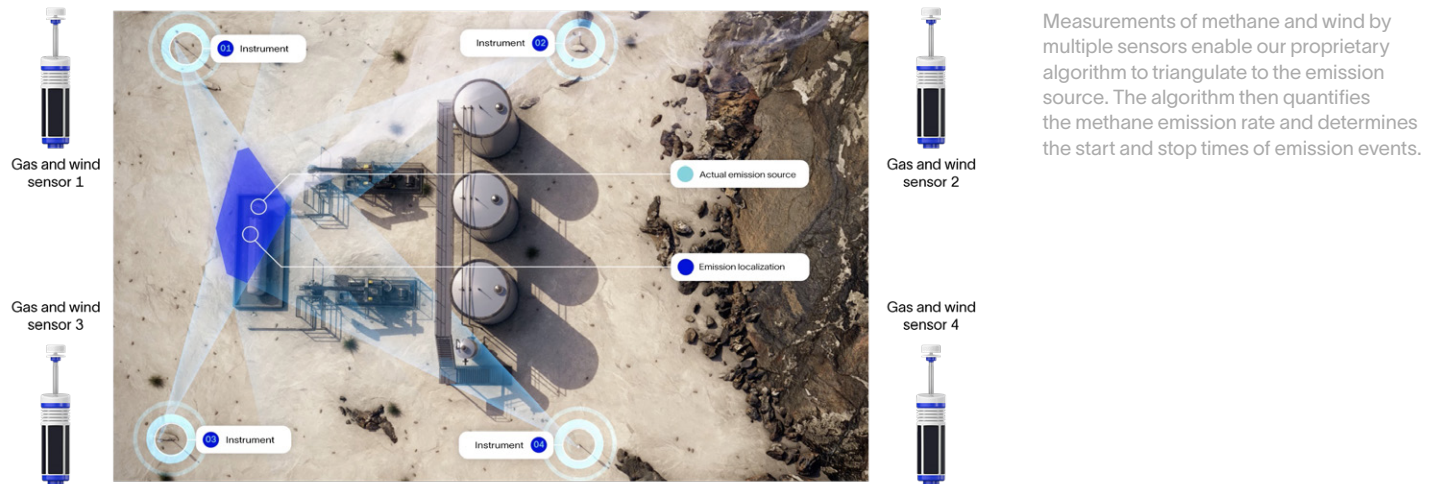 01 Instrument
Instrument 02
Measurements of methane and wind by
multiple sensors enable our proprietary
algorithm to triangulate to the emission
source. The algorithm then quantifies
the methane emission rate and determines
the start and stop times of emission events.
Gas and wind
sensor 1
Actual emission source
Gas and wind
sensor 2
Emission localization
Gas and wind
sensor 3
Gas and wind
sensor 4
03 Instrument
Instrument 04